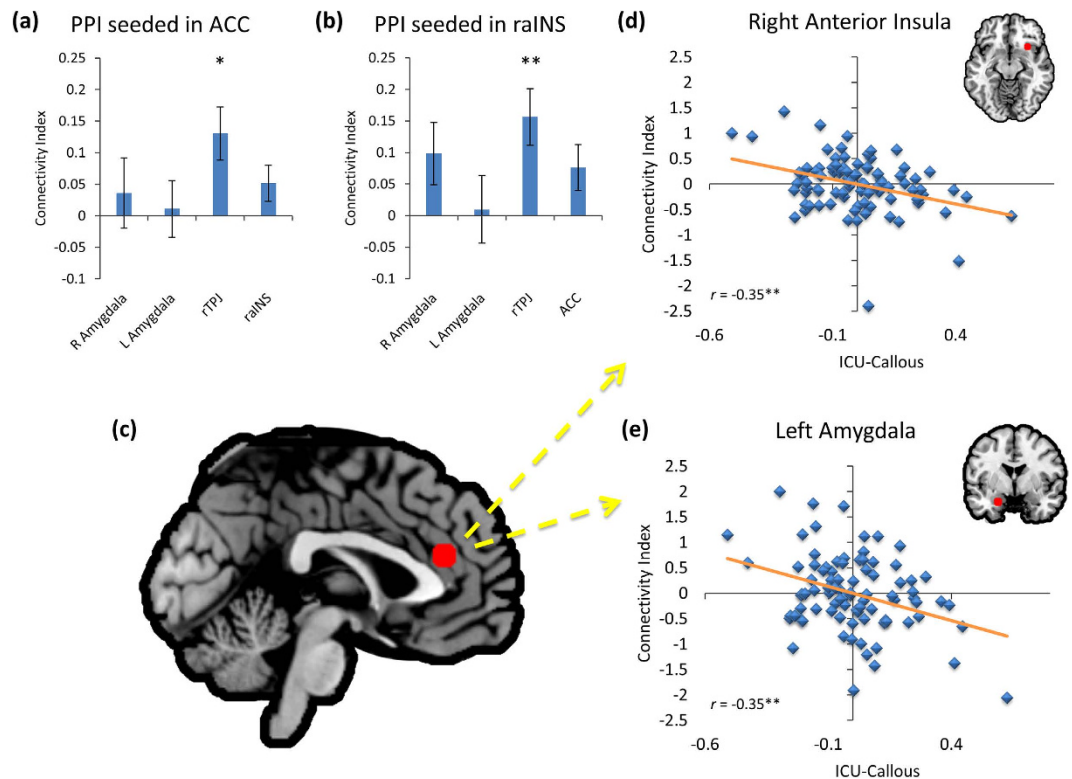 (a) PPI seeded in ACC
Connectivity Index
0.25
0.2
0.15
0.1
0.05
0
-0.05
-0.1
*
R Amygdala
L Amygdala
rTPJ
raINS
(b) PPI seeded in raINS
Connectivity Index
0.25
0.2
0.15
0.1
0.05
0
-0.05
-0.1
**
R Amygdala
L Amygdala
rTPJ
ACC
(c)
(d) Right Anterior Insula
Connectivity Index
2.5
2
1.5
1
0.5
0
-0.5
-1
-1.5
-2
-2.5
r = -0.35**
-0.6 -0.1 0.4
ICU-Callous
(e) Left Amygdala
Connectivity Index
2.5
2
1.5
1
0.5
0
-0.5
-1
-1.5
-2
-2.5
r = -0.35**
-0.6 -0.1 0.4
ICU-Callous